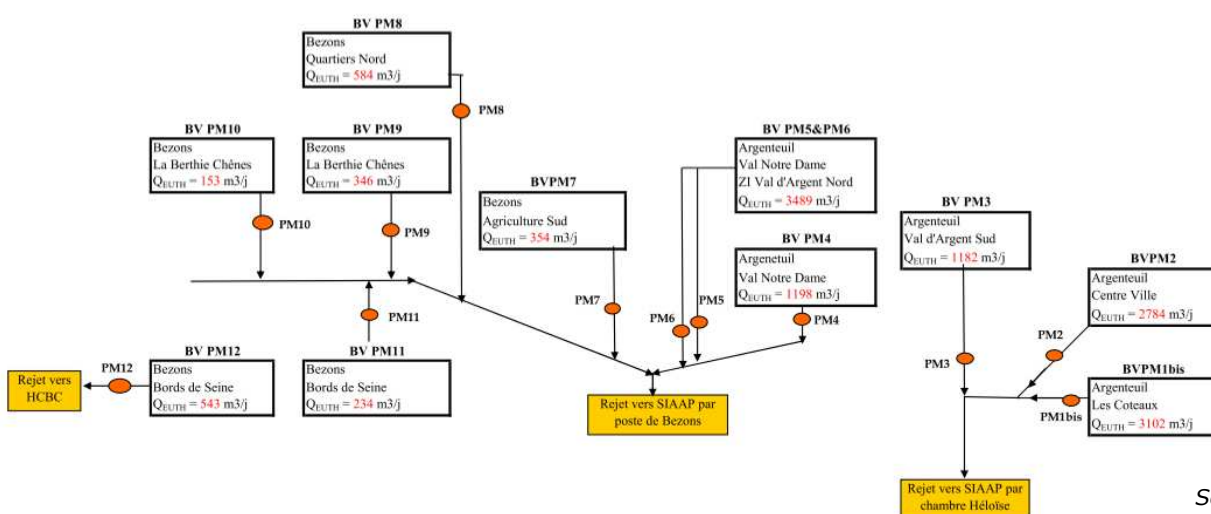 BV PM8
Bezons
Quartiers Nord
QEUTH = 584 m3/j
PM8
BV PM10
Bezons
La Berthie Chênes
QEUTH = 153 m3/j
PM10
BV PM9
Bezons
La Berthie Chênes
QEUTH = 346 m3/j
PM9
BVPM7
Bezons
Agriculture Sud
QEUTH = 354 m3/j
PM7
BV PM5&PM6
Argenteuil
Val Notre Dame
ZI Val d'Argent Nord
QEUTH = 3489 m3/j
PM6
PM5
BV PM4
Argenetuil
Val Notre Dame
QEUTH = 1198 m3/j
PM4
BV PM3
Argenteuil
Val d'Argent Sud
QEUTH = 1182 m3/j
PM3
BVPM2
Argenteuil
Centre Ville
QEUTH = 2784 m3/j
PM2
BVPM1bis
Argenteuil
Les Coteaux
QEUTH = 3102 m3/j
PM1bis
PM11
BV PM11
Bezons
Bords de Seine
QEUTH = 234 m3/j
BV PM12
Bezons
Bords de Seine
QEUTH = 543 m3/j
PM12
Rejet vers
HCBC
Rejet vers SIAAP par
poste de Bezons
Rejet vers SIAAP par
chambre Héloïse